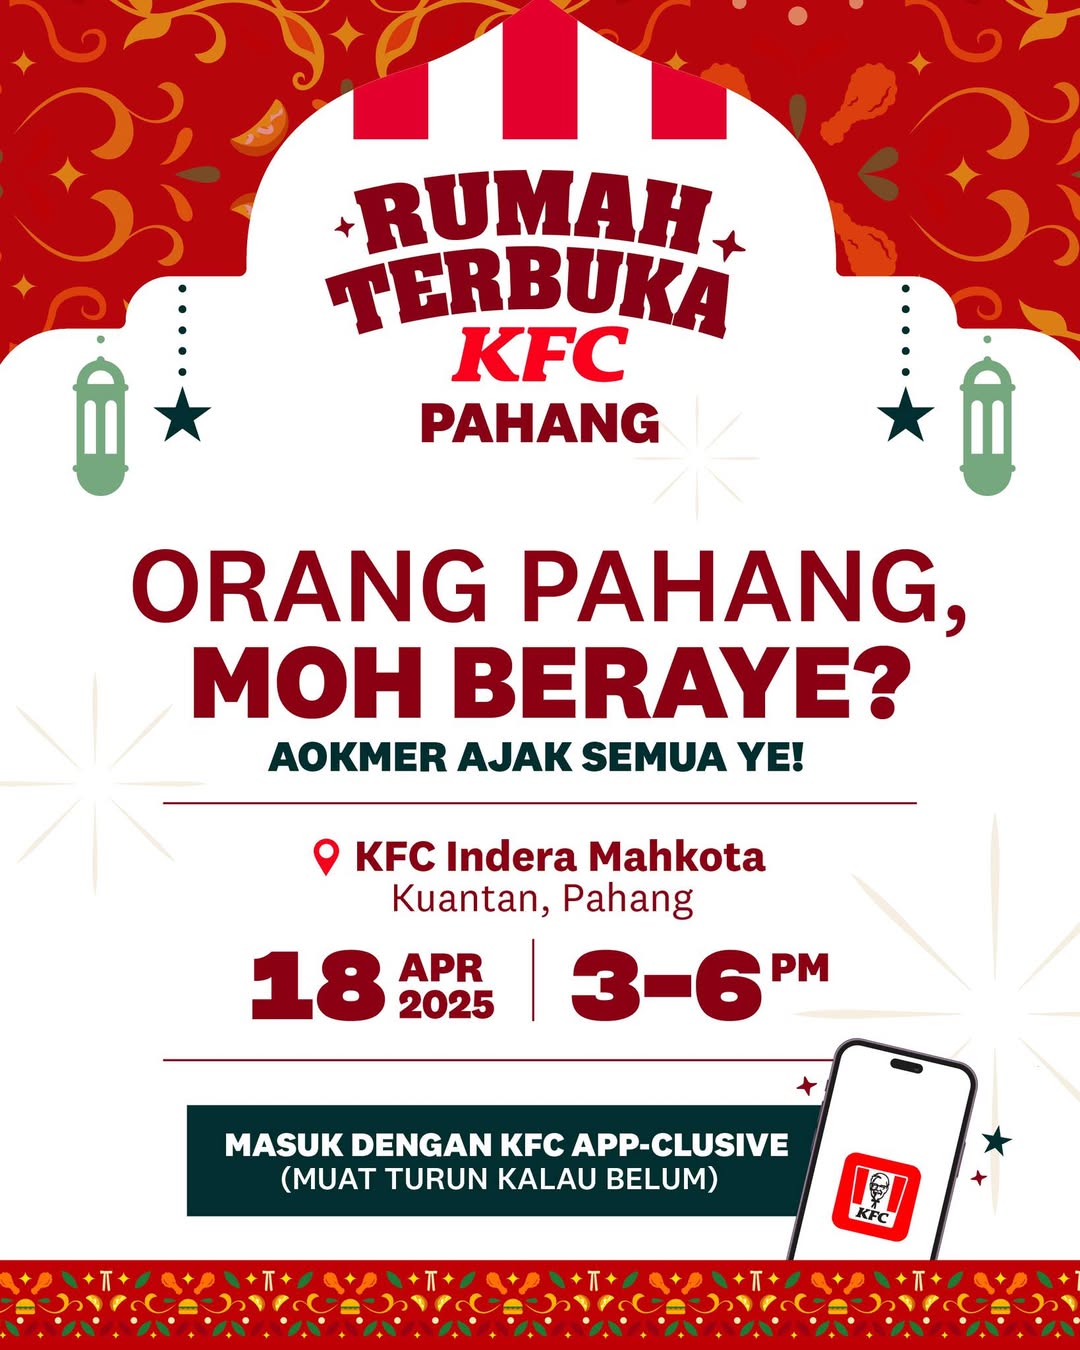 RUMAH
TERBUKA
KFC
PAHANG
ORANG PAHANG,
MOH BERAYE?
AOKMER AJAK SEMUA YE!
KFC Indera Mahkota
Kuantan, Pahang
18 APR 2025
3-6 PM
MASUK DENGAN KFC APP-CLUSIVE
(MUAT TURUN KALAU BELUM)
KFC